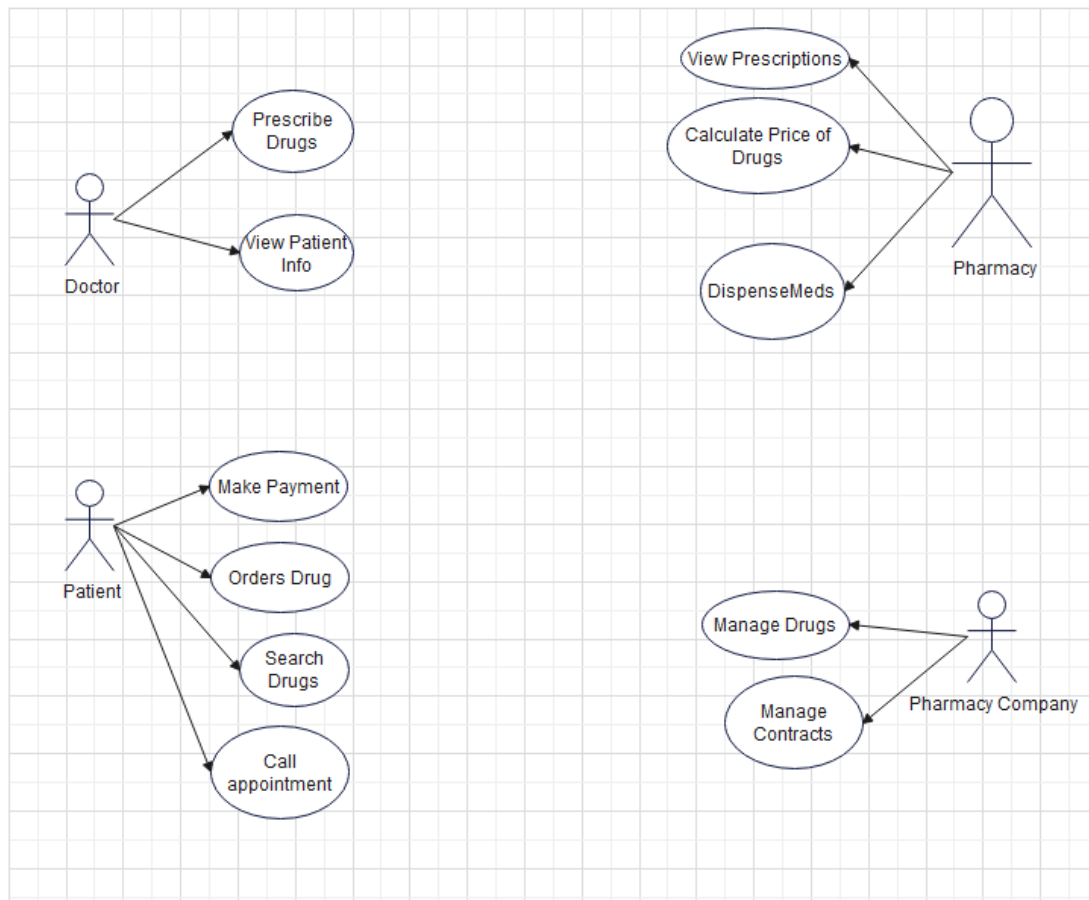 Prescribe
Drugs
View Patient
Info
Doctor
View Prescriptions
Calculate Price of
Drugs
DispenseMeds
Pharmacy
Make Payment
Orders Drug
Search
Drugs
Call
appointment
Patient
Manage Drugs
Manage
Contracts
Pharmacy Company